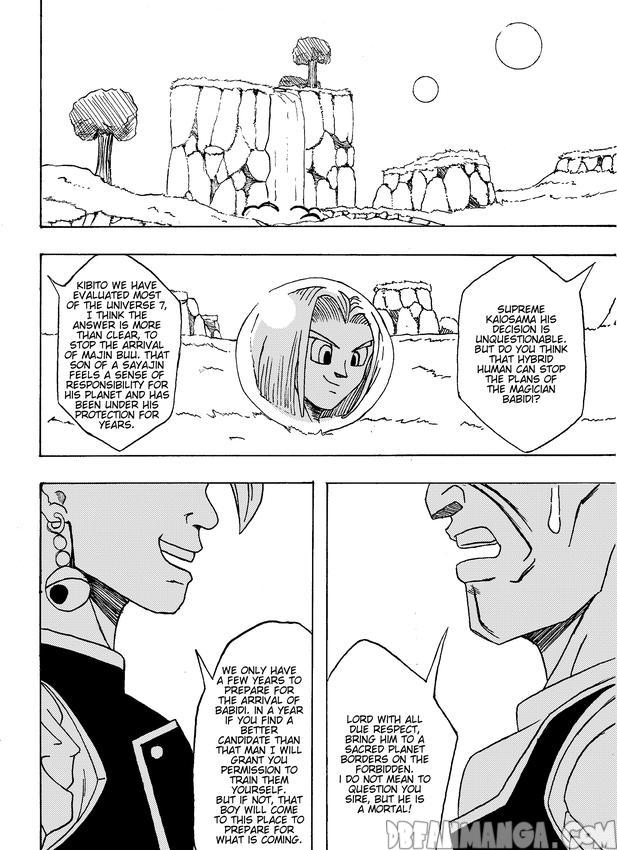 KIBITO WE HAVE
EVALUATED MOST
OF THE UNIVERSE 7,
I THINK THE
ANSWER IS MORE
THAN CLEAR, TO
STOP THE ARRIVAL
OF MAJIN BUU. THAT
SON OF A SAYAJIN
FEELS A SENSE OF
RESPONSIBILITY FOR
HIS PLANET AND HAS
BEEN UNDER HIS
PROTECTION FOR
YEARS.
SUPREME
KAIOSAMA HIS
DECISION IS
UNQUESTIONABLE.
BUT DO YOU THINK
THAT HYBRID
HUMAN CAN STOP
THE PLANS OF THE
MAGICIAN
BABIDI?
WE ONLY HAVE
A FEW YEARS TO
PREPARE FOR
THE ARRIVAL OF
BABIDI. IN A YEAR
IF YOU FIND A
BETTER
CANDIDATE THAN
THAT MAN I WILL
GRANT YOU
PERMISSION TO
TRAIN THEM
YOURSELF.
BUT IF NOT, THAT
BOY WILL COME
TO THIS PLACE TO
PREPARE FOR
WHAT IS COMING.
LORD WITH ALL
DUE RESPECT,
BRING HIM TO A
SACRED PLANET
BORDERS ON THE
FORBIDDEN.
I DO NOT MEAN TO
QUESTION YOU
SIRE, BUT HE IS
A MORTAL!
DBFANMANGA.COM